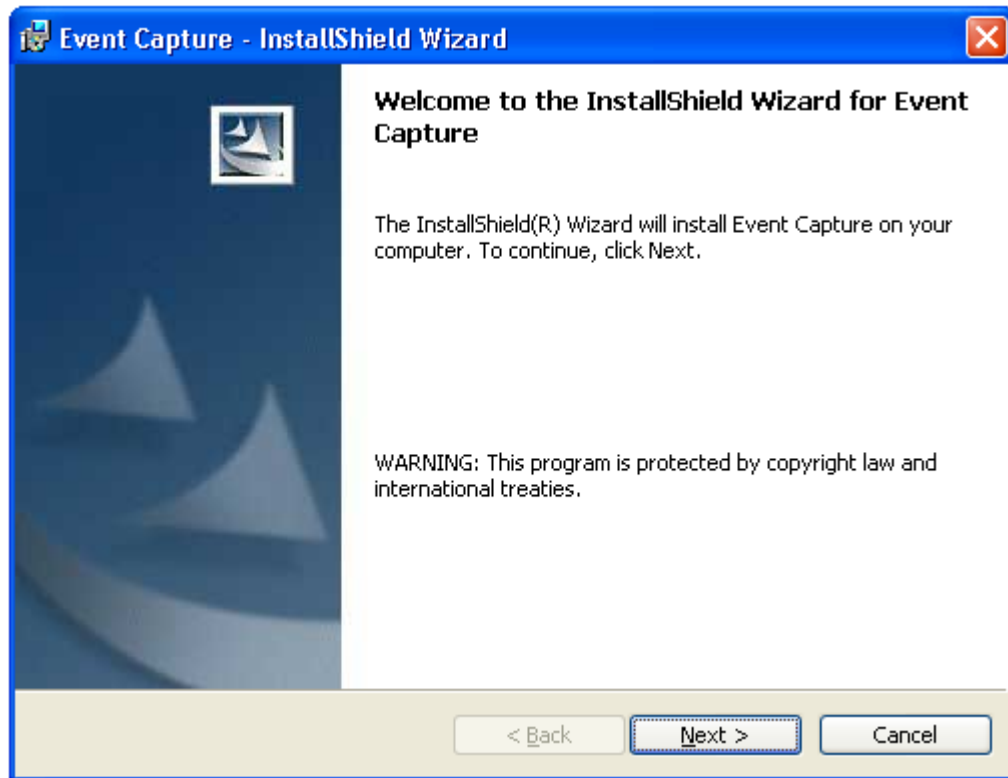 Event Capture - InstallShield Wizard
Welcome to the InstallShield Wizard for Event
Capture
The InstallShield(R) Wizard will install Event Capture on your
computer. To continue, click Next.
WARNING: This program is protected by copyright law and
international treaties.
< Back
Next >
Cancel